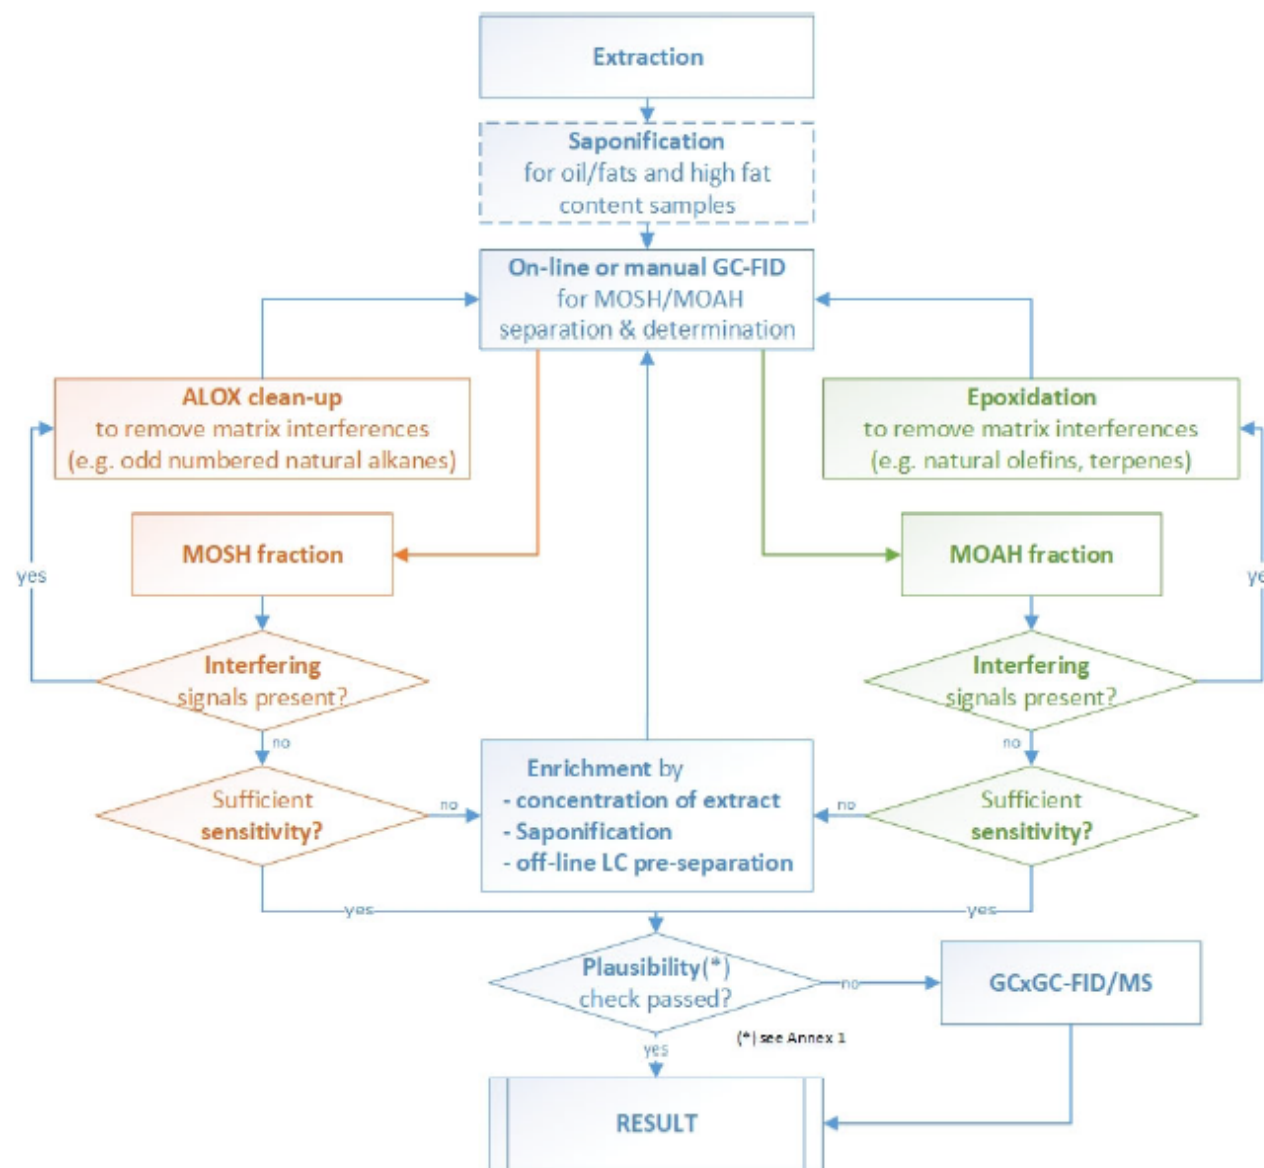 Extraction
Saponification
for oil/fats and high fat
content samples
On-line or manual GC-FID
for MOSH/MOAH
separation & determination
ALOX clean-up
to remove matrix interferences
(e.g. odd numbered natural alkanes)
Epoxidation
to remove matrix interferences
(e.g. natural olefins, terpenes)
MOSH fraction
MOAH fraction
yes
ye
Interfering
signals present?
Interfering
signals present?
no
no
Enrichment by
- concentration of extract
- Saponification
- off-line LC pre-separation
Sufficient
sensitivity?
no
no
Sufficient
sensitivity?
yes
yes
Plausibility(*)
check passed?
no
GCxGC-FID/MS
(*) see Annex 1
yes
RESULT